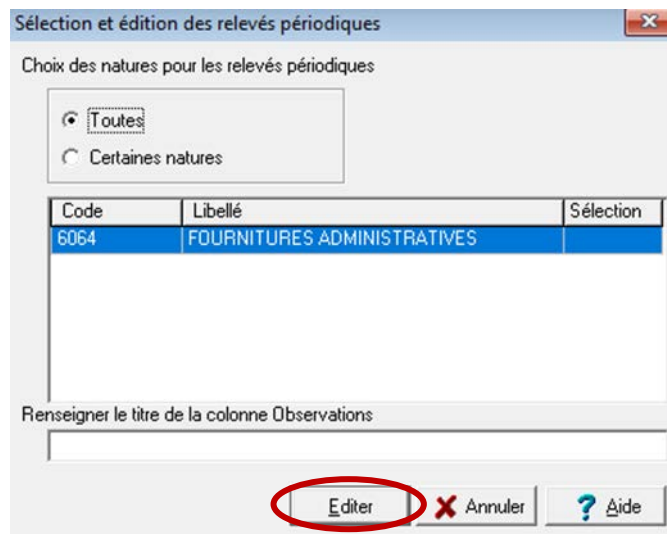 Sélection et édition des relevés périodiques
Choix des natures pour les relevés périodiques
Toutes
Certaines natures
Code Libellé Sélection
6064 FOURNITURES ADMINISTRATIVES
Renseigner le titre de la colonne Observations
Editer Annuler Aide